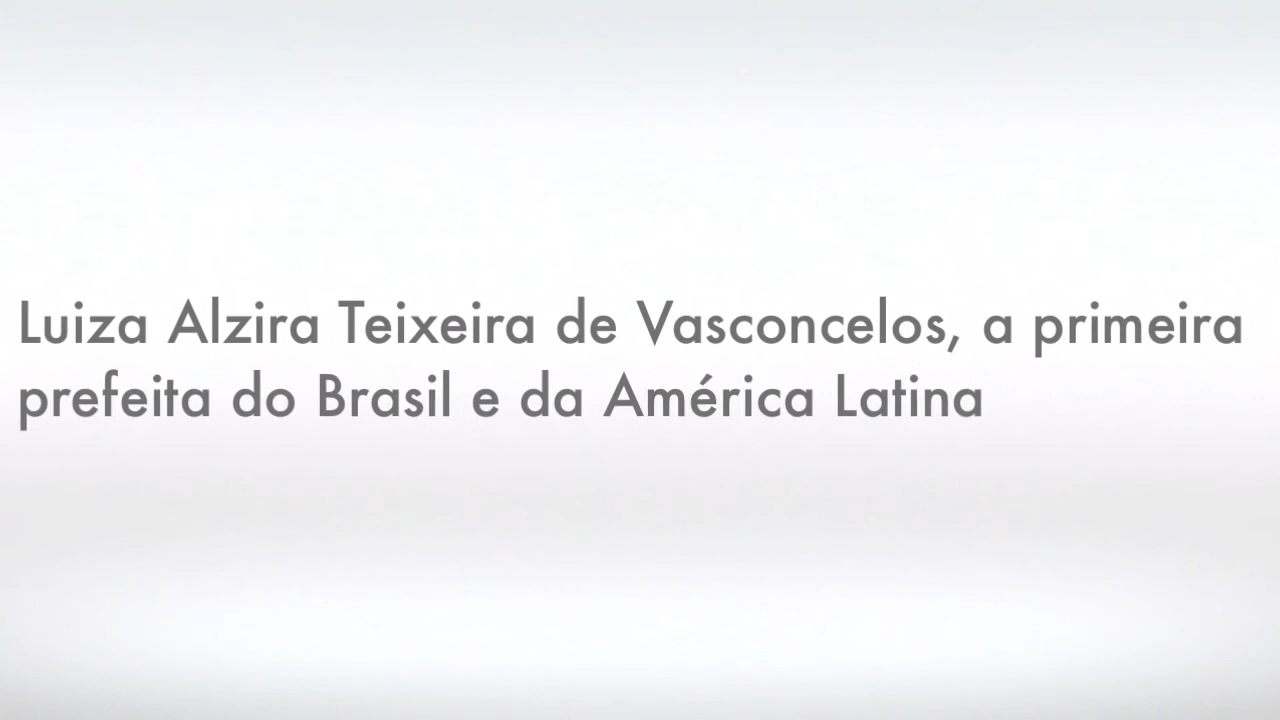 Luiza Alzira Teixeira de Vasconcelos, a primeira
prefeita do Brasil e da América Latina